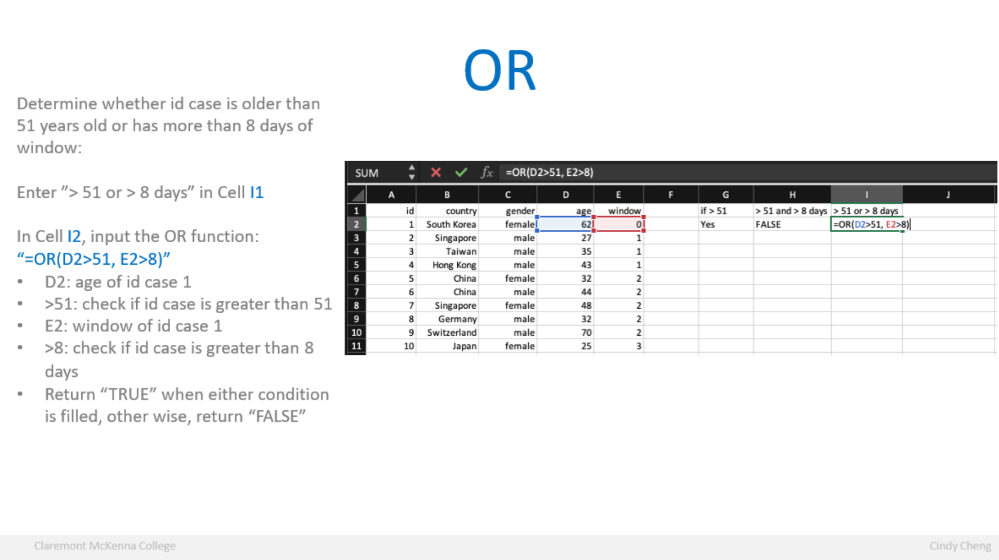 OR
Determine whether id case is older than
51 years old or has more than 8 days of
window:
Enter ”> 51 or > 8 days” in Cell I1
In Cell I2, input the OR function:
“=OR(D2>51, E2>8)”
• D2: age of id case 1
• >51: check if id case is greater than 51
• E2: window of id case 1
• >8: check if id case is greater than 8
days
• Return “TRUE” when either condition
is filled, other wise, return “FALSE”
SUM fx =OR(D2>51, E2>8)
A B C D E F G H I J
1 id country gender age window if > 51 > 51 and > 8 days > 51 or > 8 days
2 1 South Korea female 62 0 Yes FALSE =OR(D2>51, E2>8)
3 2 Singapore male 27 1
4 3 Taiwan male 35 1
5 4 Hong Kong male 43 1
6 5 China female 32 2
7 6 China male 44 2
8 7 Singapore female 48 2
9 8 Germany male 32 2
10 9 Switzerland male 70 2
11 10 Japan female 25 3
Claremont McKenna College
Cindy Cheng